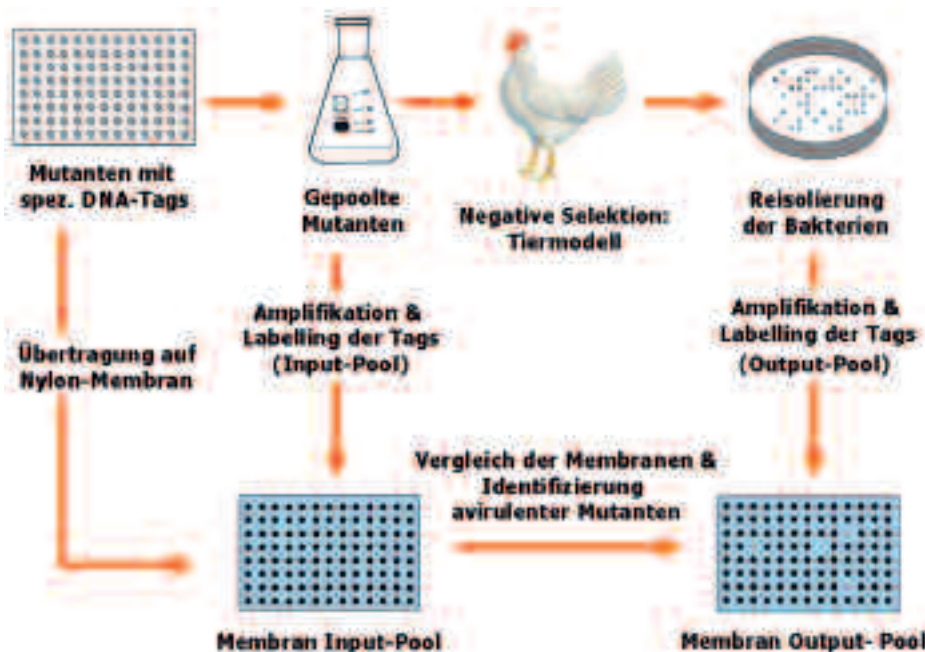 Mutanten mit
spez. DNA-Tags
Gepoolte
Mutanten
Negative Selektion:
Tiermodell
Reisolierung
der Bakterien
Übertragung auf
Nylon-Membran
Amplifikation &
Labelling der Tags
(Input-Pool)
Amplifikation &
Labelling der Tags
(Output-Pool)
Vergleich der Membranen &
Identifizierung
avirulenter Mutanten
Membran Input-Pool
Membran Output- Pool